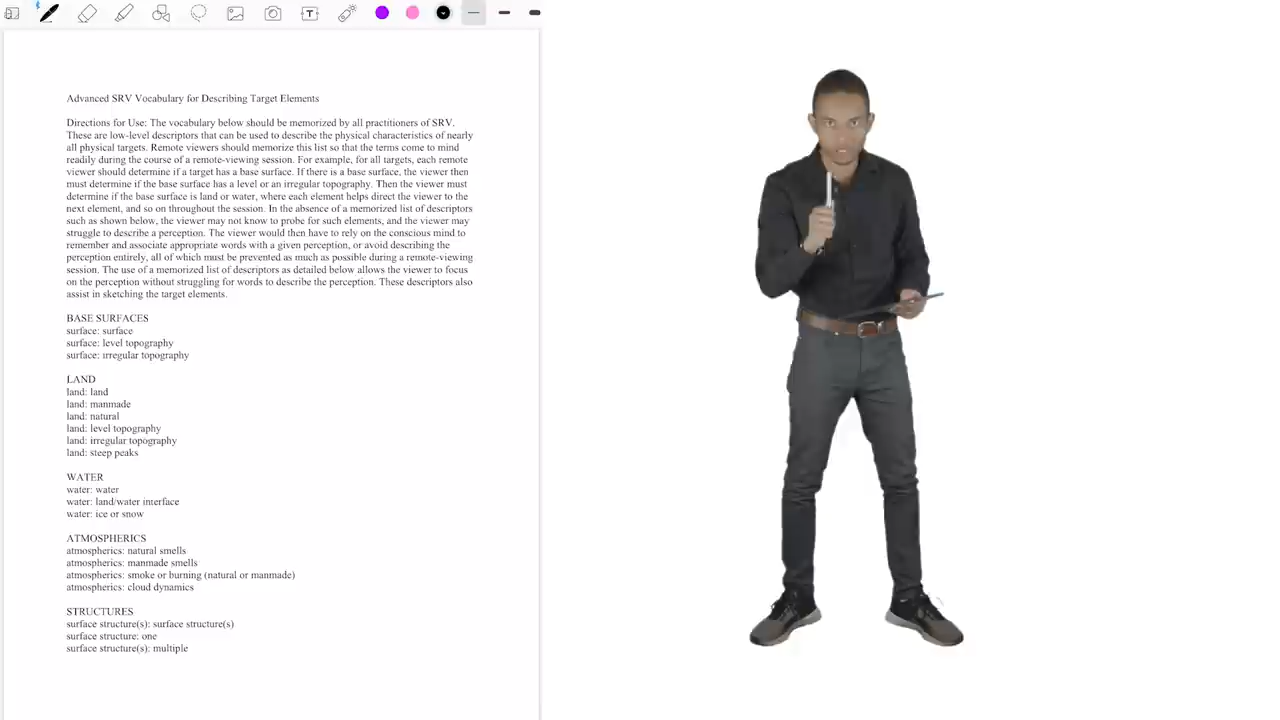 Advanced SRV Vocabulary for Describing Target Elements
Directions for Use: The vocabulary below should be memorized by all practitioners of SRV.
These are low-level descriptors that can be used to describe the physical characteristics of nearly
all physical targets. Remote viewers should memorize this list so that the terms come to mind
readily during the course of a remote-viewing session. For example, for all targets, each remote
viewer should determine if a target has a base surface. If there is a base surface, the viewer then
must determine if the base surface has a level or an irregular topography. Then the viewer must
determine if the base surface is land or water, where each element helps direct the viewer to the
next element, and so on throughout the session. In the absence of a memorized list of descriptors
such as shown below, the viewer may not know to probe for such elements, and the viewer may
struggle to describe a perception. The viewer would then have to rely on the conscious mind to
remember and associate appropriate words with a given perception, or avoid describing the
perception entirely, all of which must be prevented as much as possible during a remote-viewing
session. The use of a memorized list of descriptors as detailed below allows the viewer to focus
on the perception without struggling for words to describe the perception. These descriptors also
assist in sketching the target elements.
BASE SURFACES
surface: surface
surface: level topography
surface: irregular topography
LAND
land: land
land: manmade
land: natural
land: level topography
land: irregular topography
land: steep peaks
WATER
water: water
water: land/water interface
water: ice or snow
ATMOSPHERICS
atmospherics: natural smells
atmospherics: manmade smells
atmospherics: smoke or burning (natural or manmade)
atmospherics: cloud dynamics
STRUCTURES
surface structure(s): surface structure(s)
surface structure: one
surface structure(s): multiple